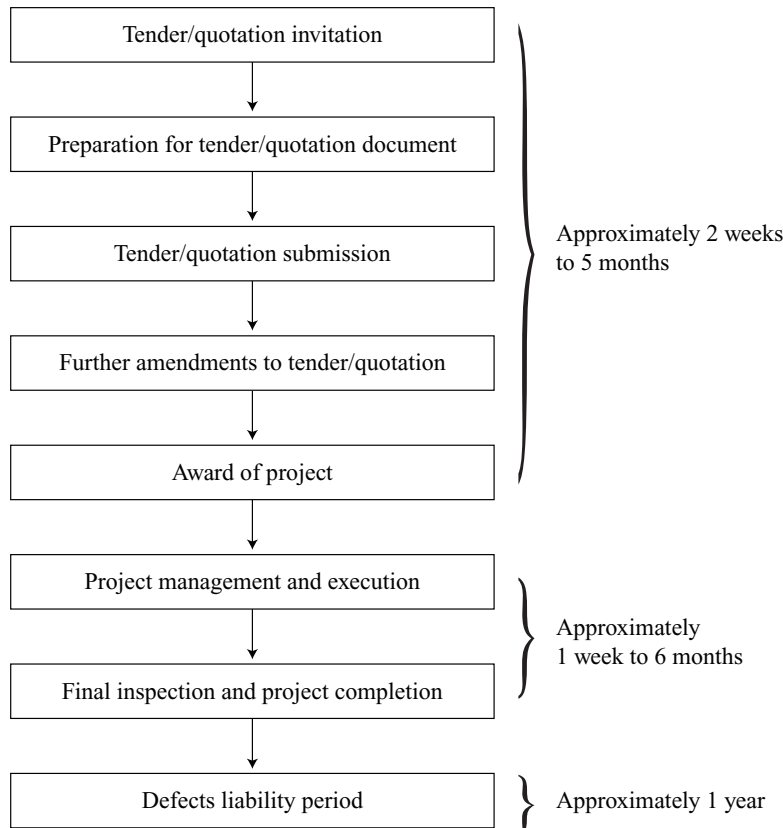 Tender/quotation invitation
Preparation for tender/quotation document
Tender/quotation submission
Further amendments to tender/quotation
Award of project
Approximately 2 weeks
to 5 months
Project management and execution
Final inspection and project completion
Approximately
1 week to 6 months
Defects liability period
Approximately 1 year